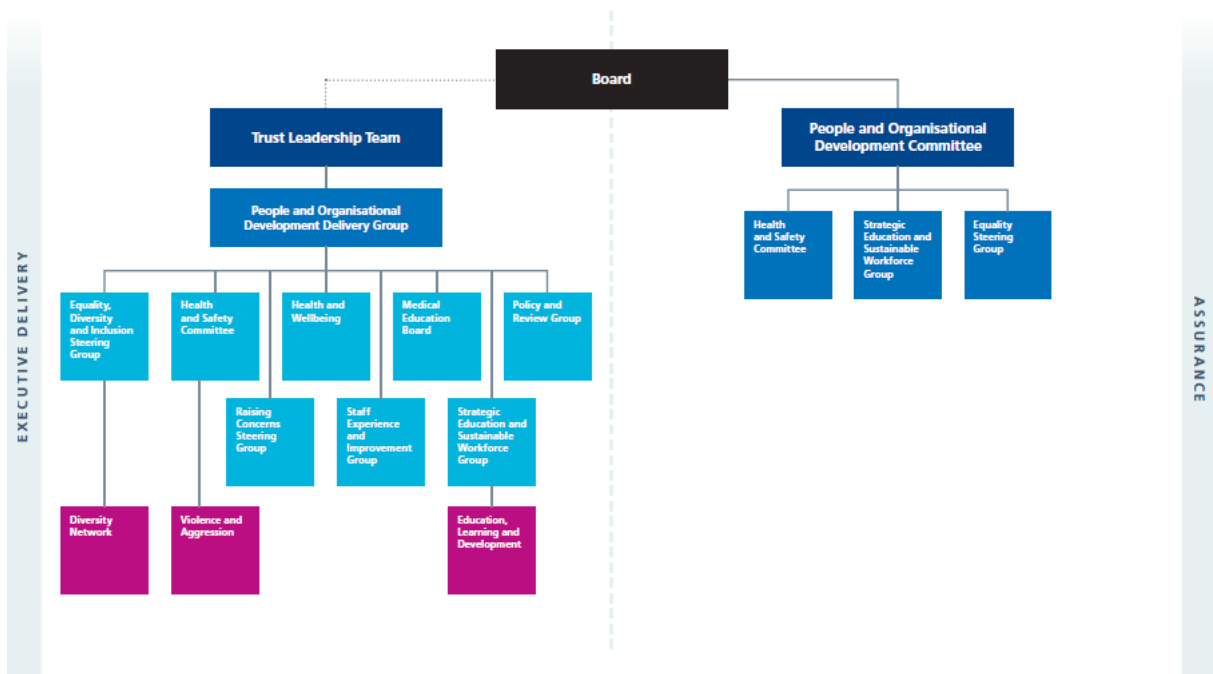 Board
Trust Leadership Team
People and Organisational
Development Committee
People and Organisational
Development Delivery Group
Health
and Safety
Committee
Strategic
Education and
Sustainable
Workforce
Group
Equality
Steering
Group
EXECUTIVE DELIVERY
ASSURANCE
Equality,
Diversity
and Inclusion
Steering
Group
Health
and Safety
Committee
Health and
Wellbeing
Medical
Education
Board
Policy and
Review Group
Raising
Concerns
Steering
Group
Staff
Experience
and
Improvement
Group
Strategic
Education and
Sustainable
Workforce
Group
Diversity
Network
Violence and
Aggression
Education,
Learning and
Development